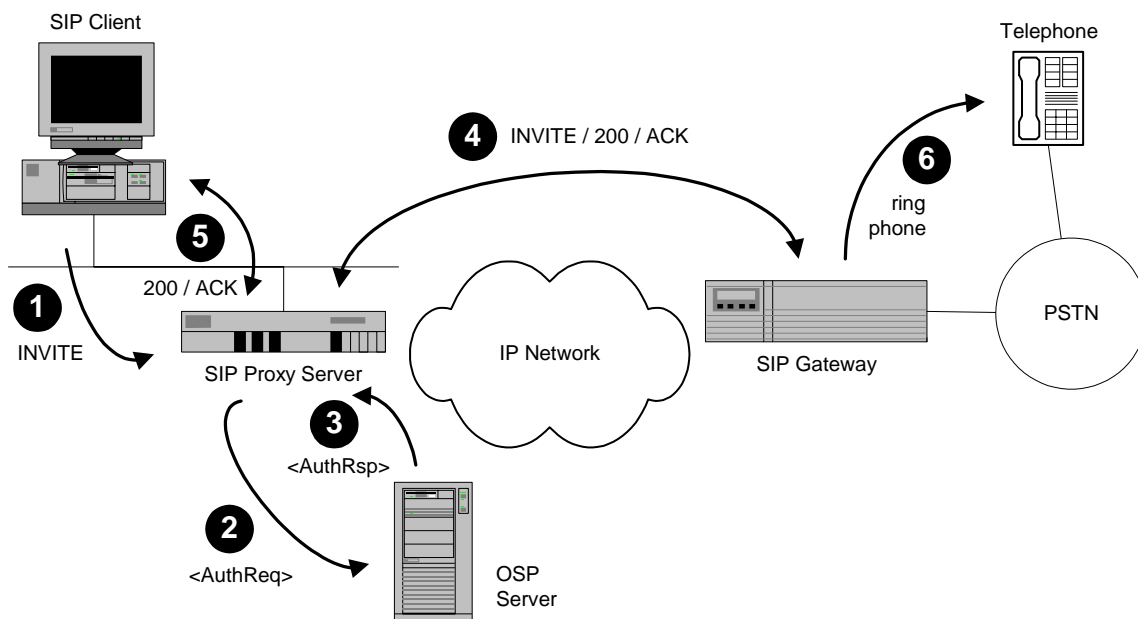 SIP Client
Telephone
4
INVITE / 200 / ACK
6
ring
phone
5
200 / ACK
1
INVITE
SIP Proxy Server
IP Network
SIP Gateway
PSTN
3
<AuthRsp>
2
<AuthReq>
OSP
Server